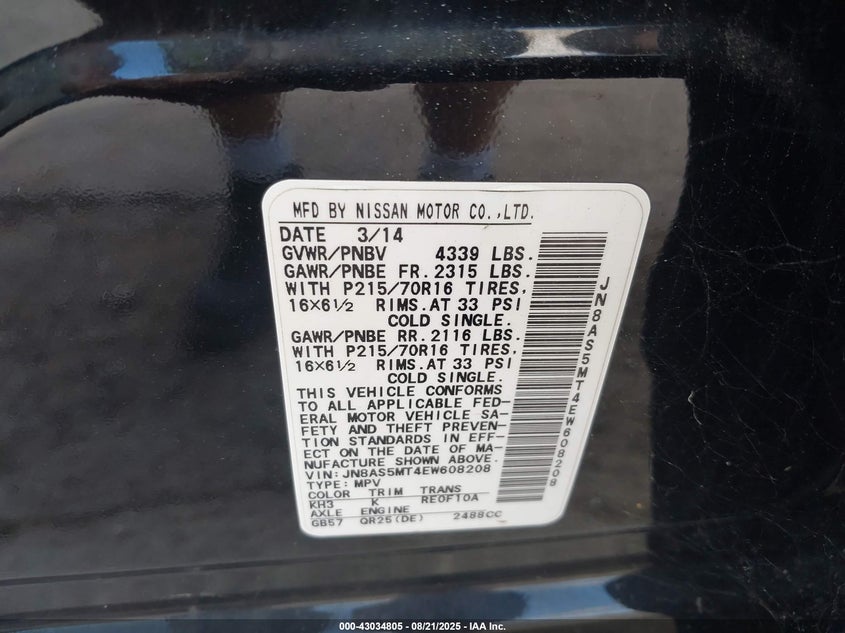 MFD BY NISSAN MOTOR CO.,LTD.
DATE 3/14
GVWR/PNBV 4339 LBS.
GAWR/PNBE FR.2315 LBS.
WITH P215/70R16 TIRES,
16×6½ RIMS.AT 33 PSI
COLD SINGLE.
GAWR/PNBE RR.2116 LBS.
WITH P215/70R16 TIRES,
16×6½ RIMS.AT 33 PSI
COLD SINGLE.
THIS VEHICLE CONFORMS
TO ALL APPLICABLE FED-
ERAL MOTOR VEHICLE SA-
FETY AND THEFT PREVEN-
TION STANDARDS IN EFF-
ECT ON THE DATE OF MA-
NUFACTURE SHOWN ABOVE.
VIN:JN8AS5MT4EW608208
TYPE:MPV
COLOR TRIM TRANS
KH3 K RE0F10A
AXLE ENGINE
GB57 QR25(DE) 2488CC
JN8AS5MT4EW608208
000-43034805 - 08/21/2025 - IAA Inc.